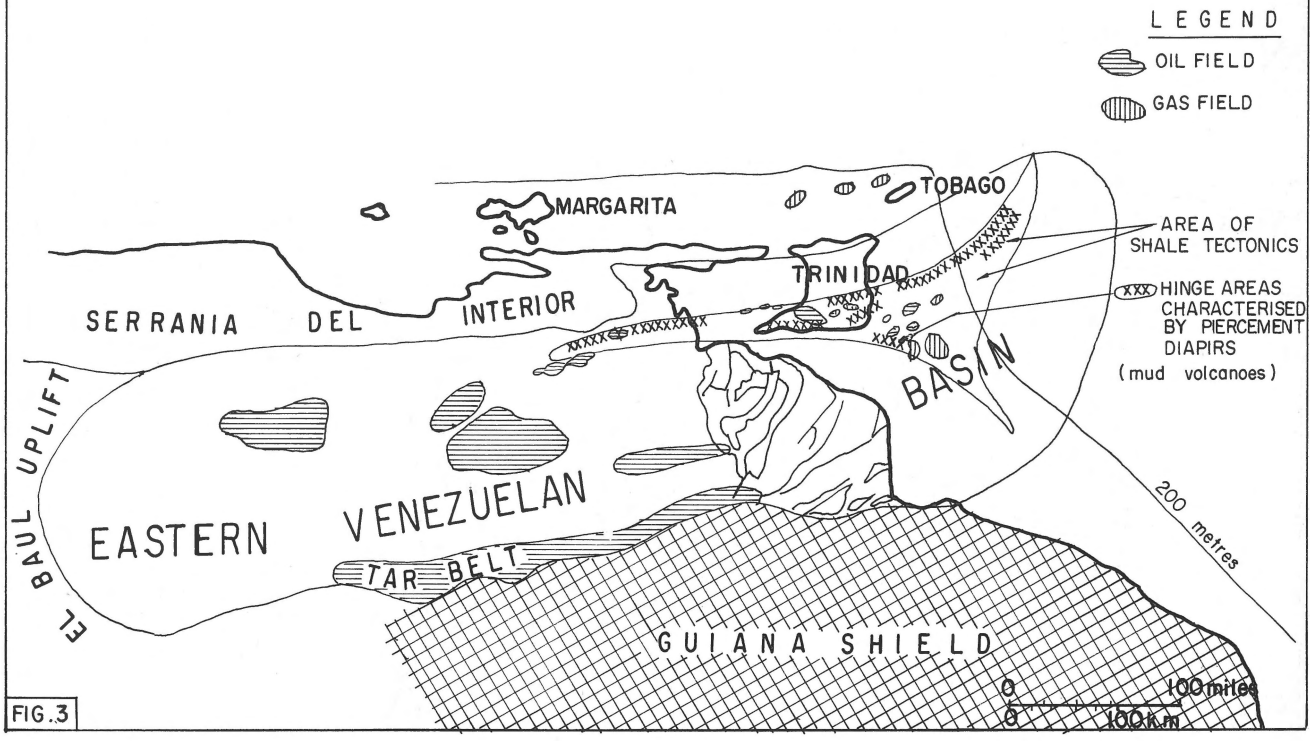 LEGEND
OIL FIELD
GAS FIELD
TOBAGO
MARGARITA
AREA OF
SHALE TECTONICS
TRINIDAD
XXX HINGE AREAS
CHARACTERISED
BY PIERCEMENT
DIAPIRS
(mud volcanoes)
SERRANIA DEL INTERIOR
EL BAUL UPLIFT
EASTERN VENEZUELAN BASIN
TAR BELT
200 metres
GUIANA SHIELD
0 100 miles
0 100 km
FIG.3